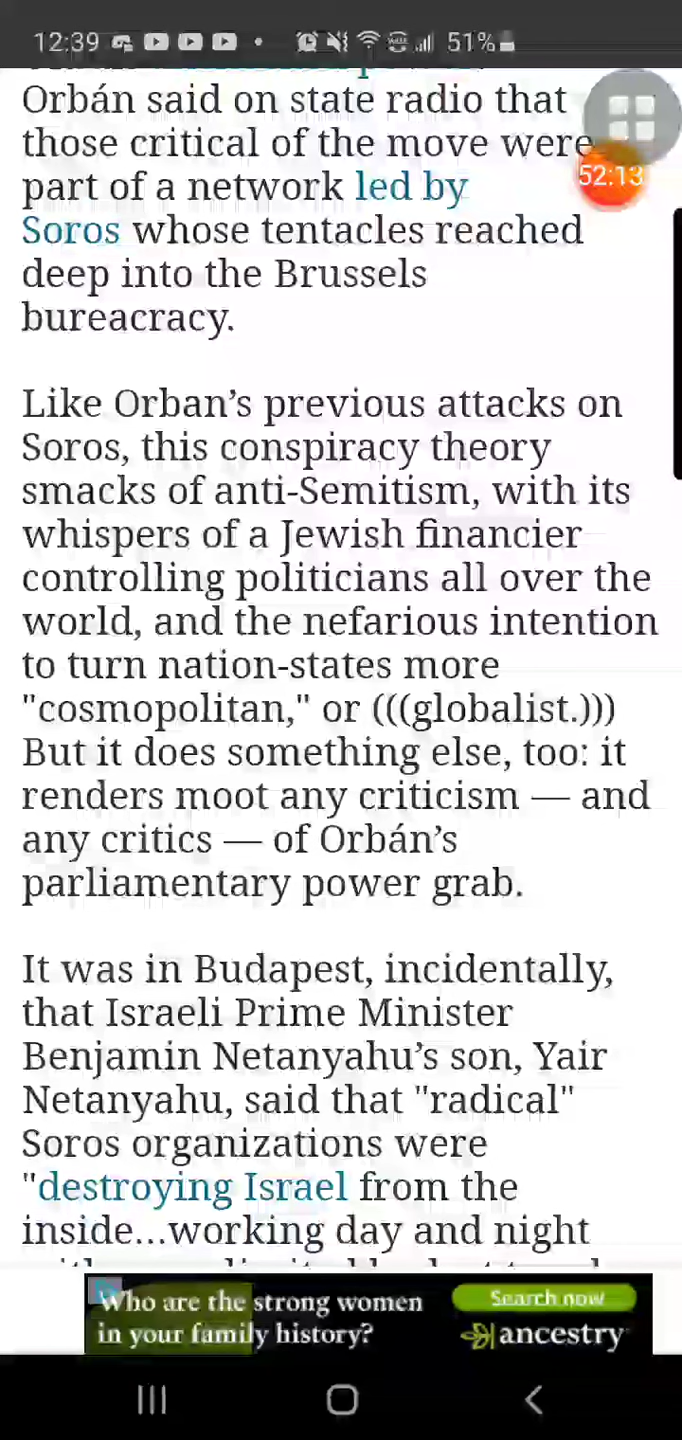 12:39
51%
Orbán said on state radio that
those critical of the move were
part of a network led by
52:13
Soros whose tentacles reached
deep into the Brussels
bureacracy.
Like Orban’s previous attacks on
Soros, this conspiracy theory
smacks of anti-Semitism, with its
whispers of a Jewish financier
controlling politicians all over the
world, and the nefarious intention
to turn nation-states more
"cosmopolitan," or (((globalist.)))
But it does something else, too: it
renders moot any criticism — and
any critics — of Orbán’s
parliamentary power grab.
It was in Budapest, incidentally,
that Israeli Prime Minister
Benjamin Netanyahu’s son, Yair
Netanyahu, said that "radical"
Soros organizations were
"destroying Israel from the
inside...working day and night
Who are the strong women
in your family history?
Search now
ancestry